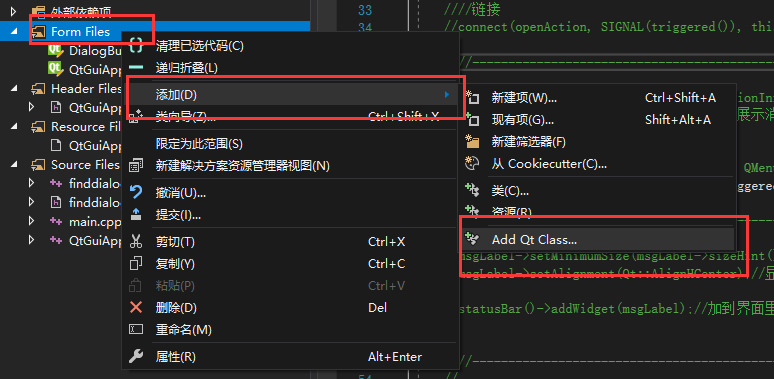 外部依赖项
Form Files
DialogBu
QtGuiApp
Header Files
QtGuiApp
Resource File
QtGuiApp
Source Files
finddialo
finddialo
main.cpp
QtGuiApp
清理已选代码(C)
递归折叠(L)
添加(D)
类向导(Z)... Ctrl+Shift+X
限定为此范围(S)
新建解决方案资源管理器视图(N)
撤消(U)...
提交(I)...
剪切(T) Ctrl+X
复制(Y) Ctrl+C
粘贴(P) Ctrl+V
删除(D) Del
重命名(M)
属性(R) Alt+Enter
新建项(W)... Ctrl+Shift+A
现有项(G)... Shift+Alt+A
新建筛选器(F)
从 Cookiecutter(C)...
类(C)...
资源(R)...
Add Qt Class...
33 ////链接
34 //connect(openAction, SIGNAL(triggered()), thi
35 //----------------------------------------
ionIn
展示消
QMen
ggere
msgLabel->setMinimumSize(msgLabel->sizeHint()
msgLabel->setAlignment(Qt::AlignHCenter);//显
statusBar()->addWidget(msgLabel);//加到界面里
//----------------------------------------
54 //